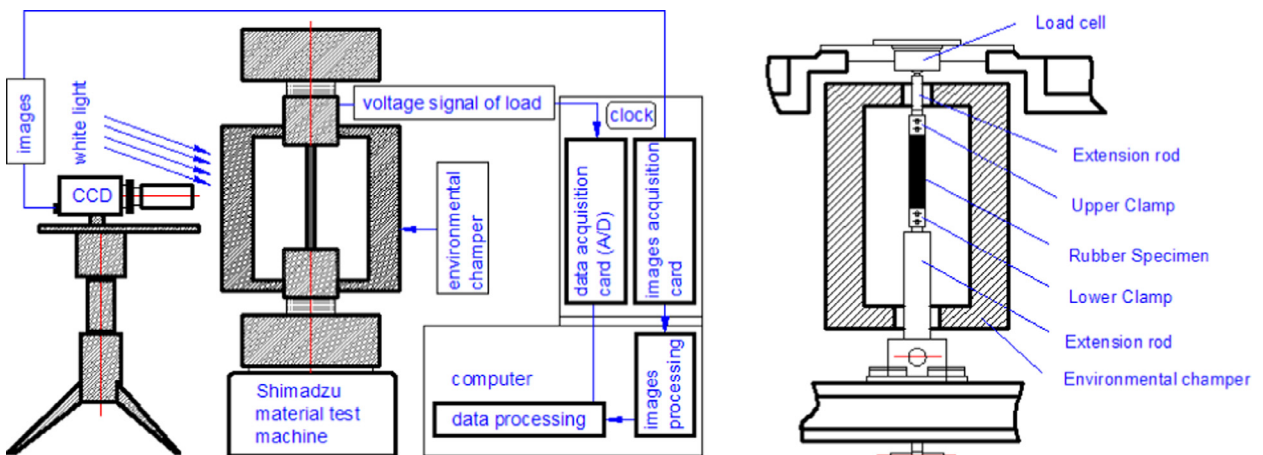 images
white light
CCD
voltage signal of load
clock
data acquisition
card (A/D)
images acquisition
card
environmental
champer
Shimadzu
material test
machine
computer
data processing
images
processing
Load cell
Extension rod
Upper Clamp
Rubber Specimen
Lower Clamp
Extension rod
Environmental champer